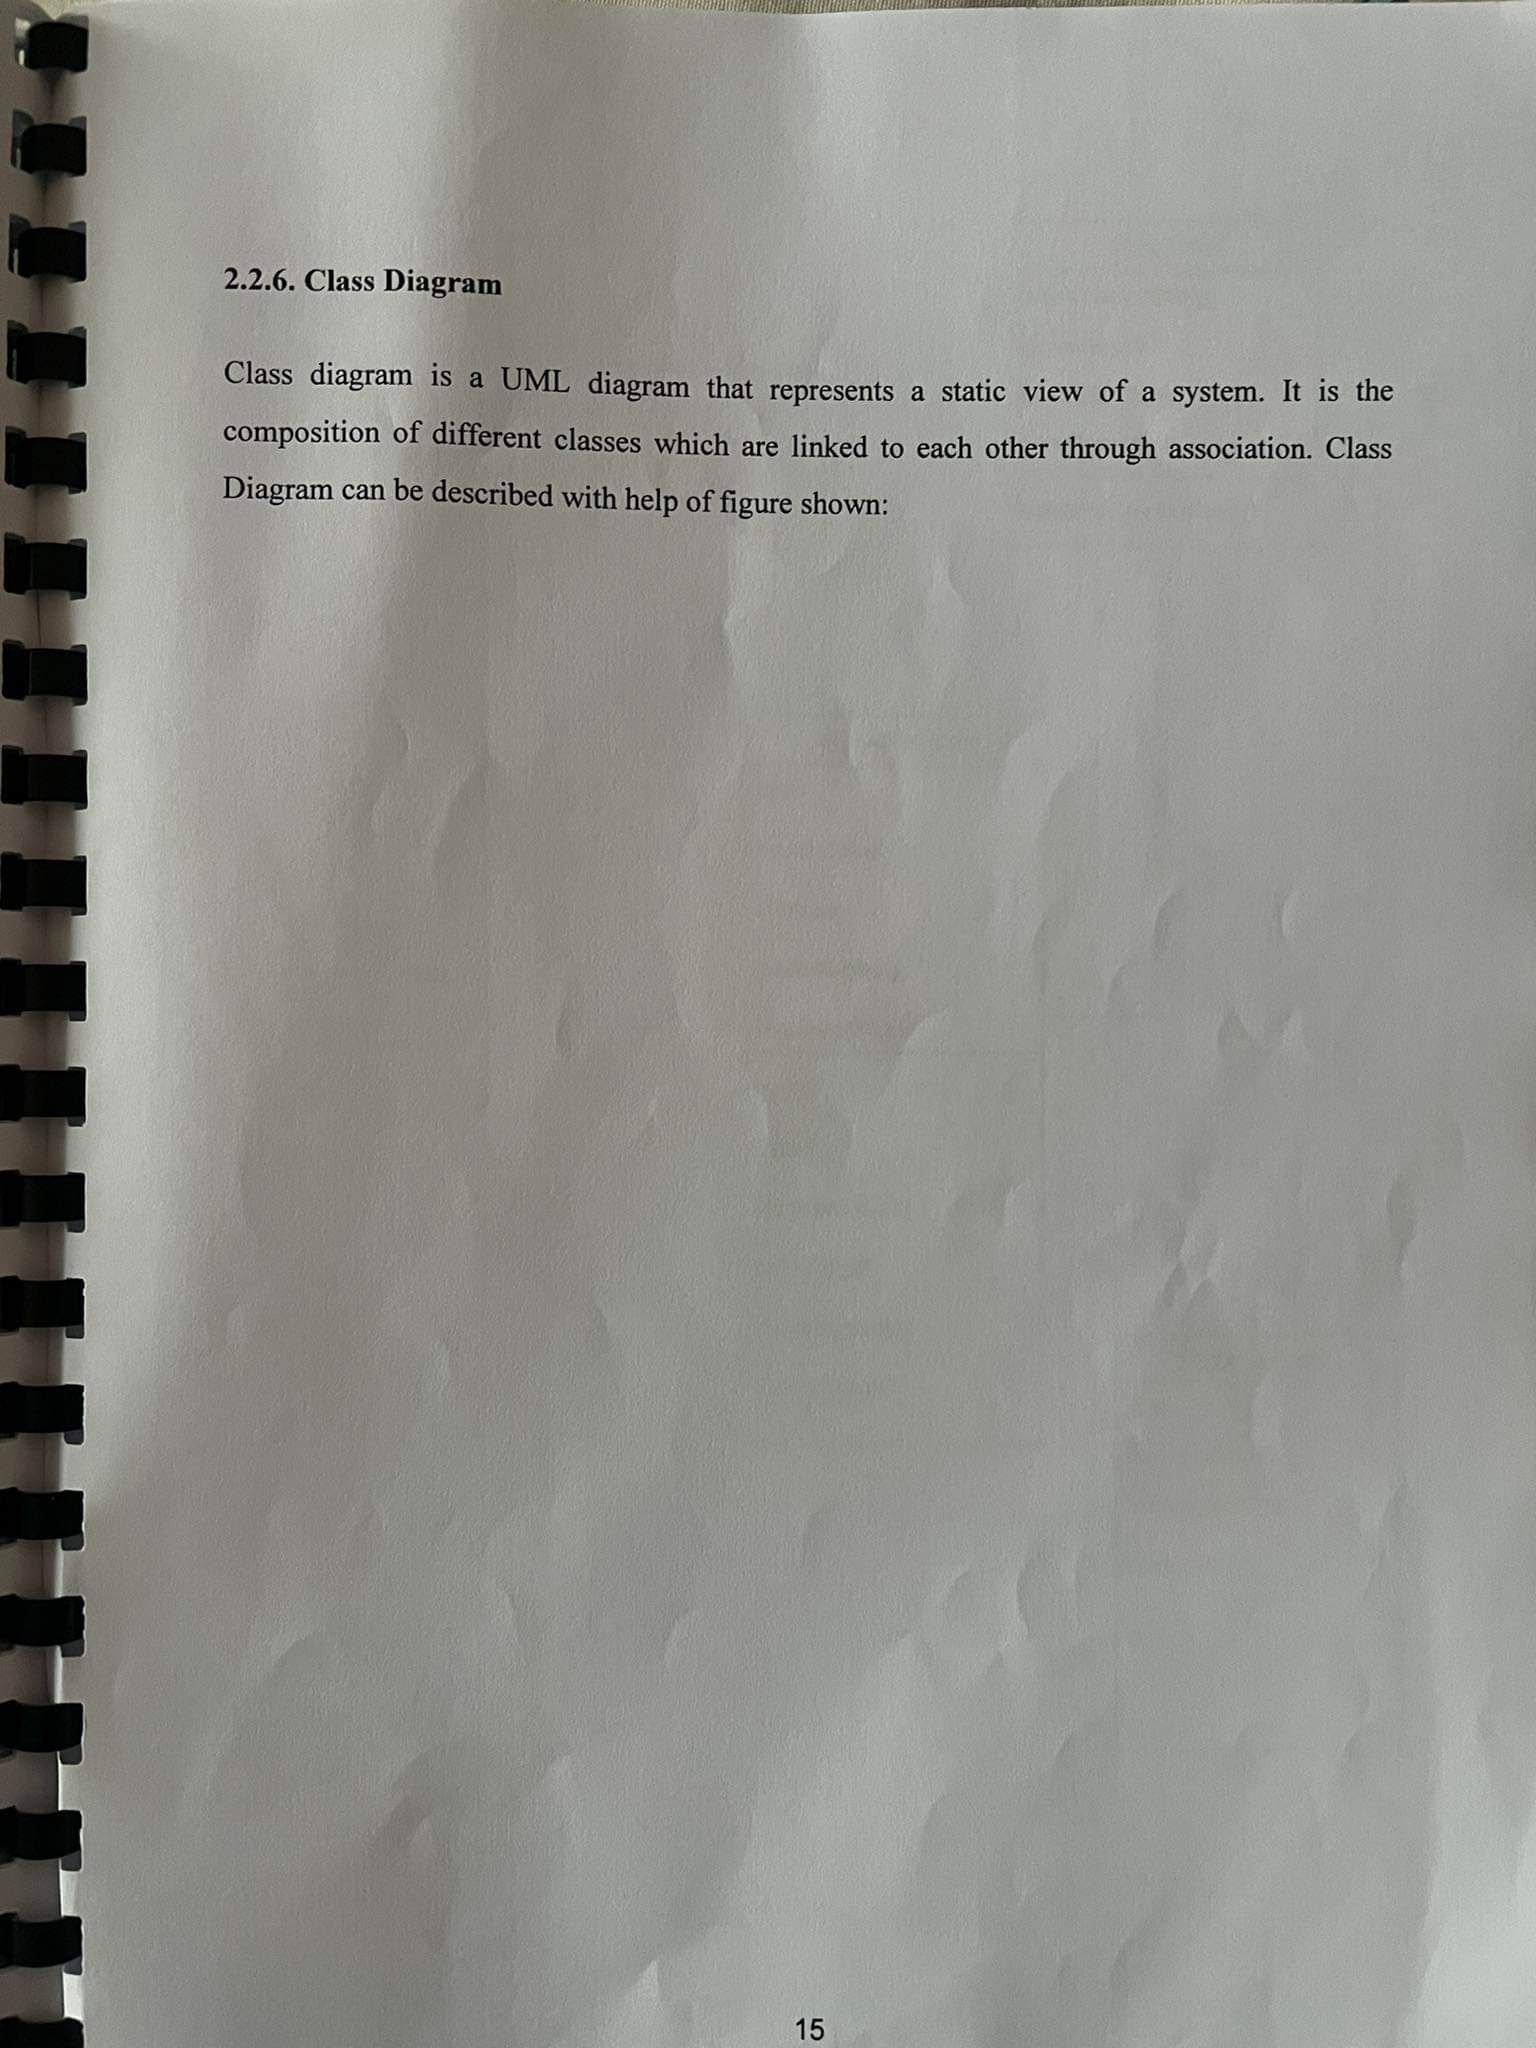 2.2.6. Class Diagram
Class diagram is a UML diagram that represents a static view of a system. It is the
composition of different classes which are linked to each other through association. Class
Diagram can be described with help of figure shown:
15